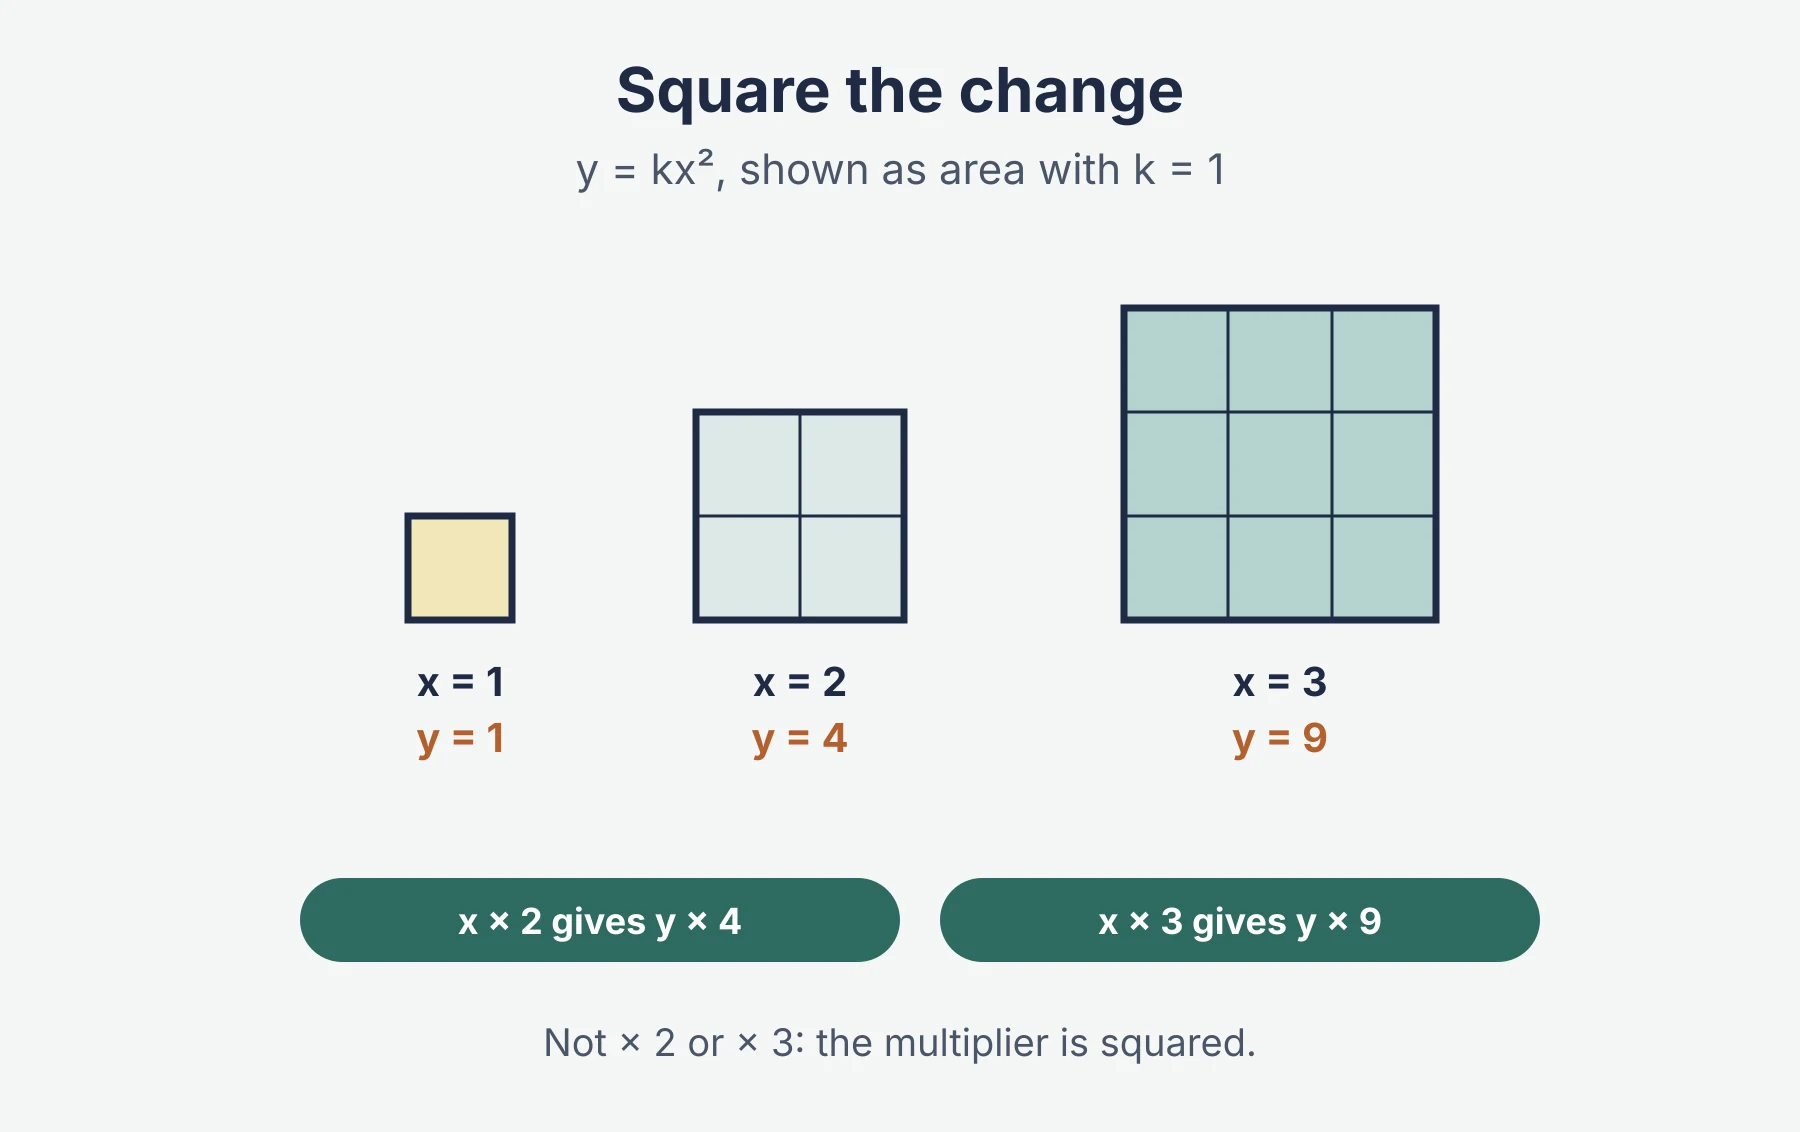 Square the change
y = kx², shown as area with k = 1
x = 1
y = 1
x = 2
y = 4
x = 3
y = 9
x × 2 gives y × 4
x × 3 gives y × 9
Not × 2 or × 3: the multiplier is squared.